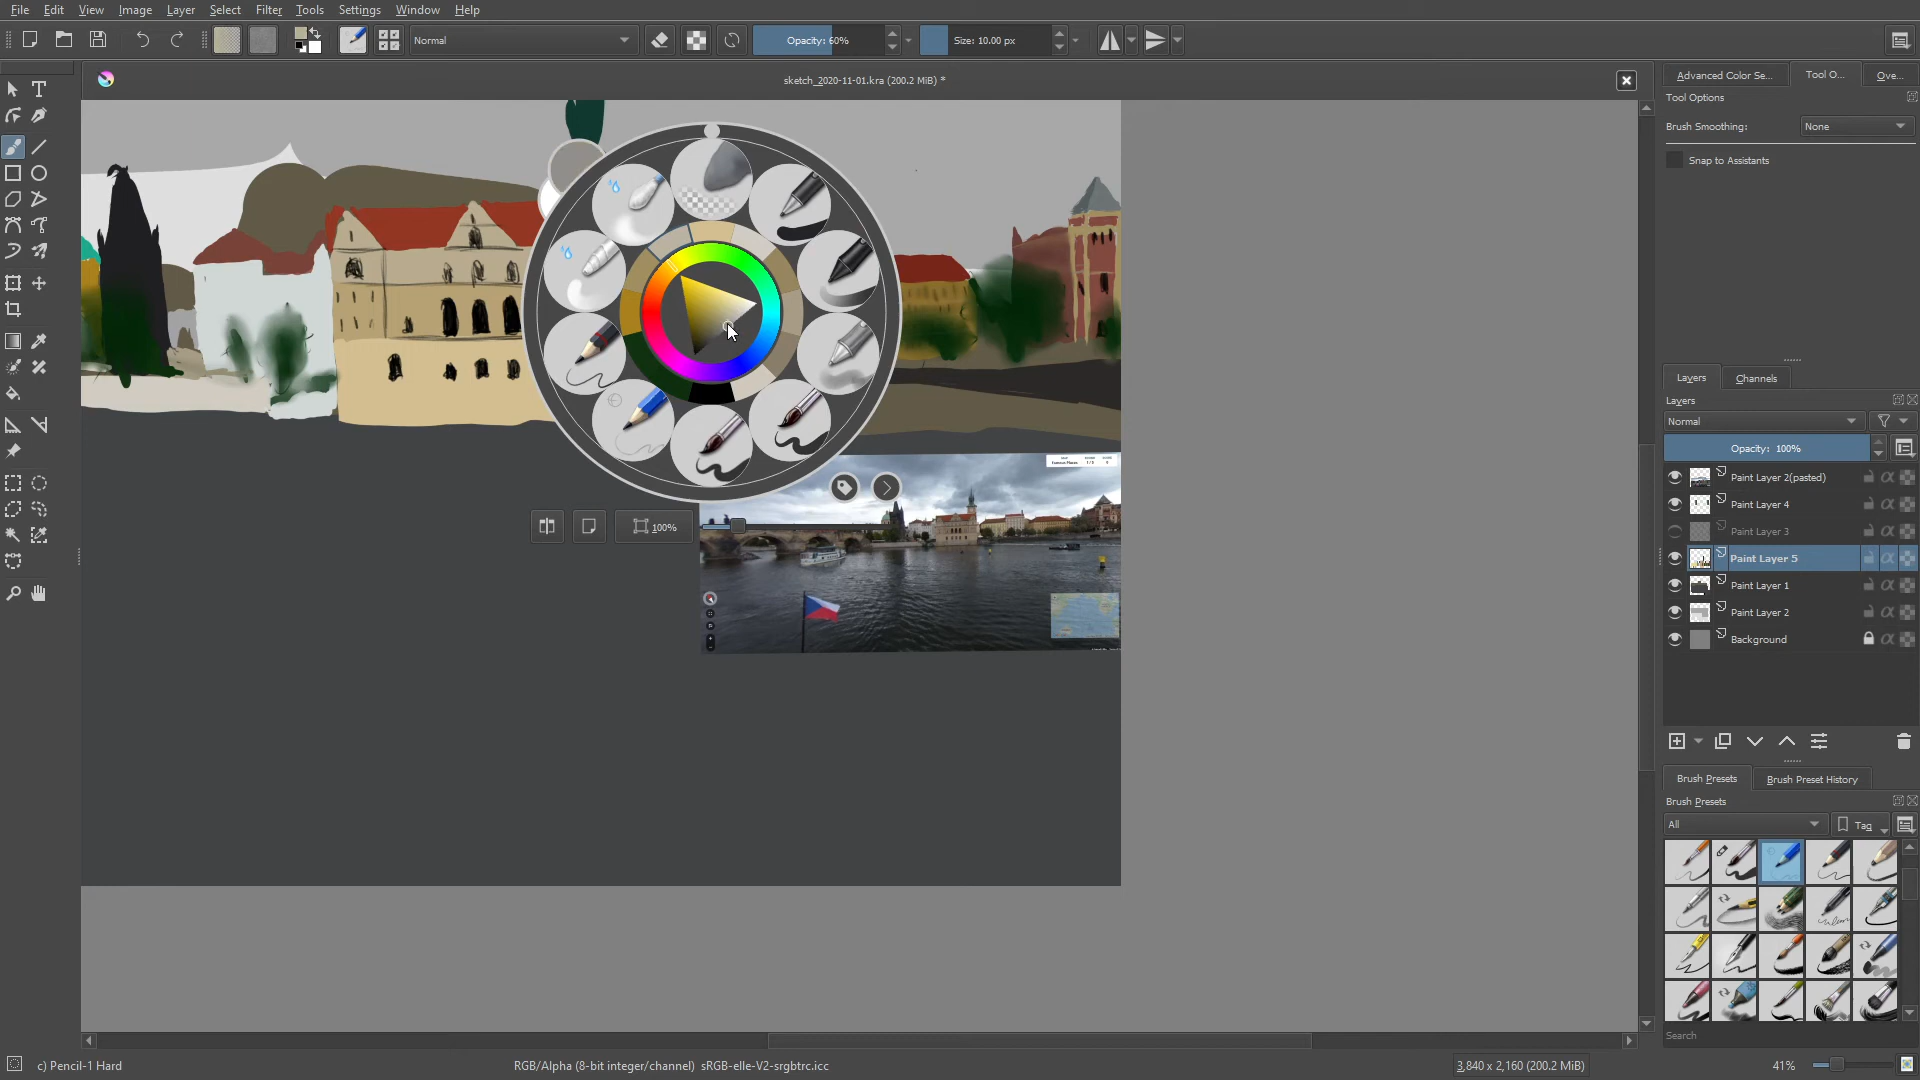 File Edit View Image Layer Select Filter Tools Settings Window Help
Normal Opacity: 60% Size: 10.00 px
sketch_2020-11-01.kra (200.2 MiB) *
Advanced Color Se... Tool O... Ove...
Tool Options
Brush Smoothing: None
Snap to Assistants
Layers Channels
Layers
Normal
Opacity: 100%
Paint Layer 2(pasted)
Paint Layer 4
Paint Layer 3
Paint Layer 5
Paint Layer 1
Paint Layer 2
Background
100%
Brush Presets Brush Preset History
Brush Presets
All Tag
Search
c) Pencil-1 Hard RGB/Alpha (8-bit integer/channel) sRGB-elle-V2-srgbtrc.icc 3,840 x 2,160 (200.2 MiB) 41%